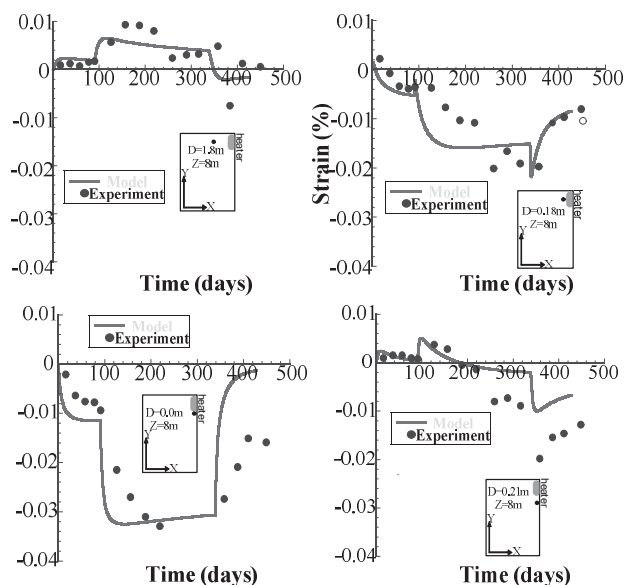 0.01
0
-0.01
-0.02
-0.03
-0.04
100 200 300 400 500
D=1.8m
Z=8m
heater
Y
X
Model
Experiment
Time (days)
Strain (%)
0.01
0
-0.01
-0.02
-0.03
-0.04
100 200 300 400 500
D=0.18m
Z=8m
heater
Y
X
Model
Experiment
Time (days)
0.01
0
-0.01
-0.02
-0.03
-0.04
100 200 300 400 500
Model
Experiment
D=0.0m
Z=8m
heater
Y
X
Time (days)
0.01
0
-0.01
-0.02
-0.03
-0.04
100 200 300 400 500
Model
Experiment
D=0.21m
Z=8m
heater
Y
X
Time (days)